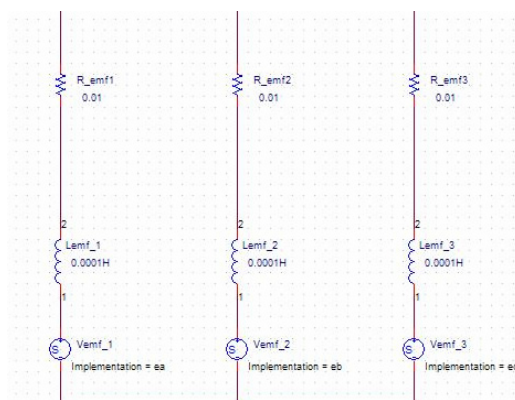 R_emf1 R_emf2 R_emf3
0.01 0.01 0.01
2 2 2
Lemf_1 Lemf_2 Lemf_3
0.0001H 0.0001H 0.0001H
1 1 1
Vemf_1 Vemf_2 Vemf_3
S S S
Implementation = ea Implementation = eb Implementation =